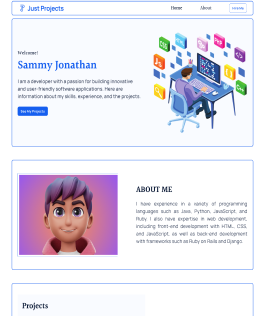 Just Projects
Home
About
Welcome!
Sammy Jonathan
I am a developer with a passion for building innovative
and user-friendly software applications. Here are
information about my skills, experience, and the projects.
See My Projects
ABOUT ME
I have experience in a variety of programming
languages such as Java, Python, JavaScript, and
Ruby. I also have expertise in web development,
including front-end development with HTML, CSS,
and JavaScript, as well as back-end development
with frameworks such as Ruby on Rails and Django.
Projects